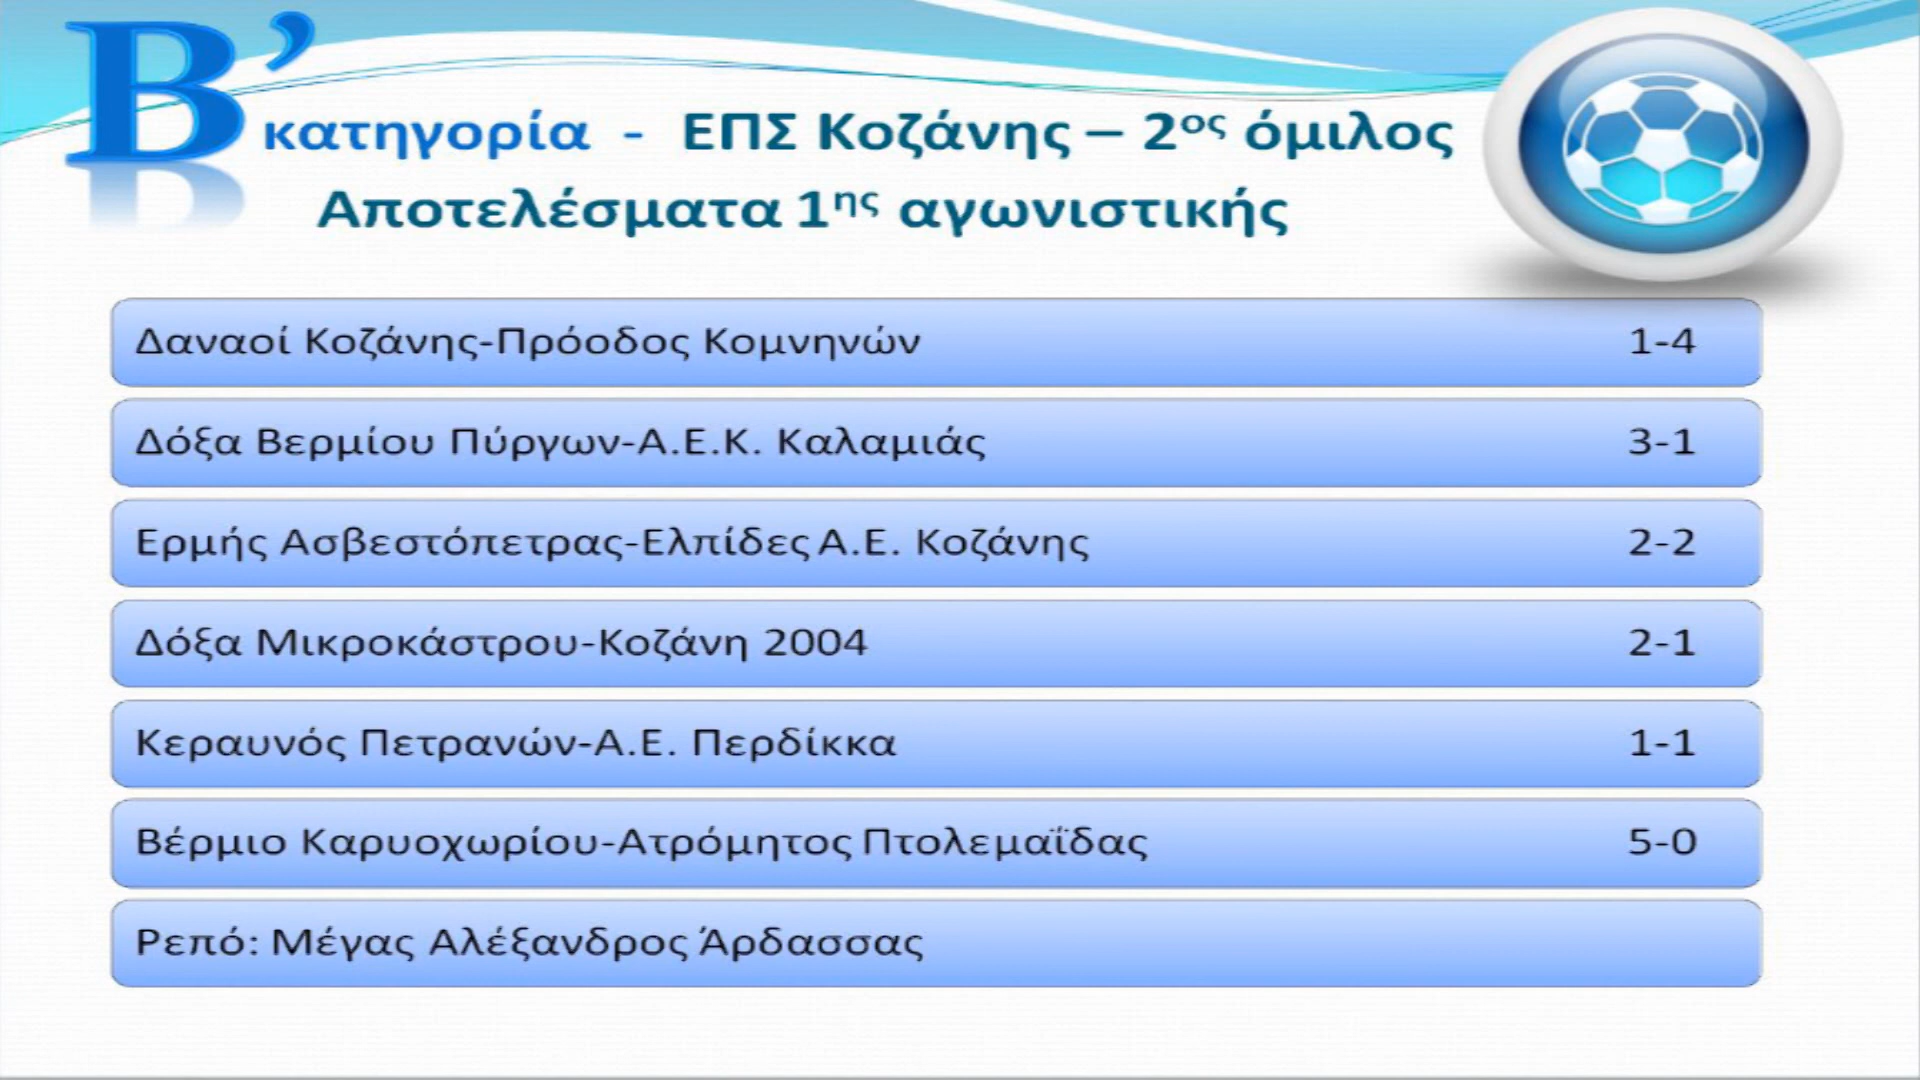 Β’ κατηγορία - ΕΠΣ Κοζάνης – 2ος όμιλος
Αποτελέσματα 1ης αγωνιστικής
Δαναοί Κοζάνης-Πρόοδος Κομνηνών 1-4
Δόξα Βερμίου Πύργων-Α.Ε.Κ. Καλαμιάς 3-1
Ερμής Ασβεστόπετρας-Ελπίδες Α.Ε. Κοζάνης 2-2
Δόξα Μικροκάστρου-Κοζάνη 2004 2-1
Κεραυνός Πετρανών-Α.Ε. Περδίκκα 1-1
Βέρμιο Καρυοχωρίου-Ατρόμητος Πτολεμαΐδας 5-0
Ρεπό: Μέγας Αλέξανδρος Άρδασσας